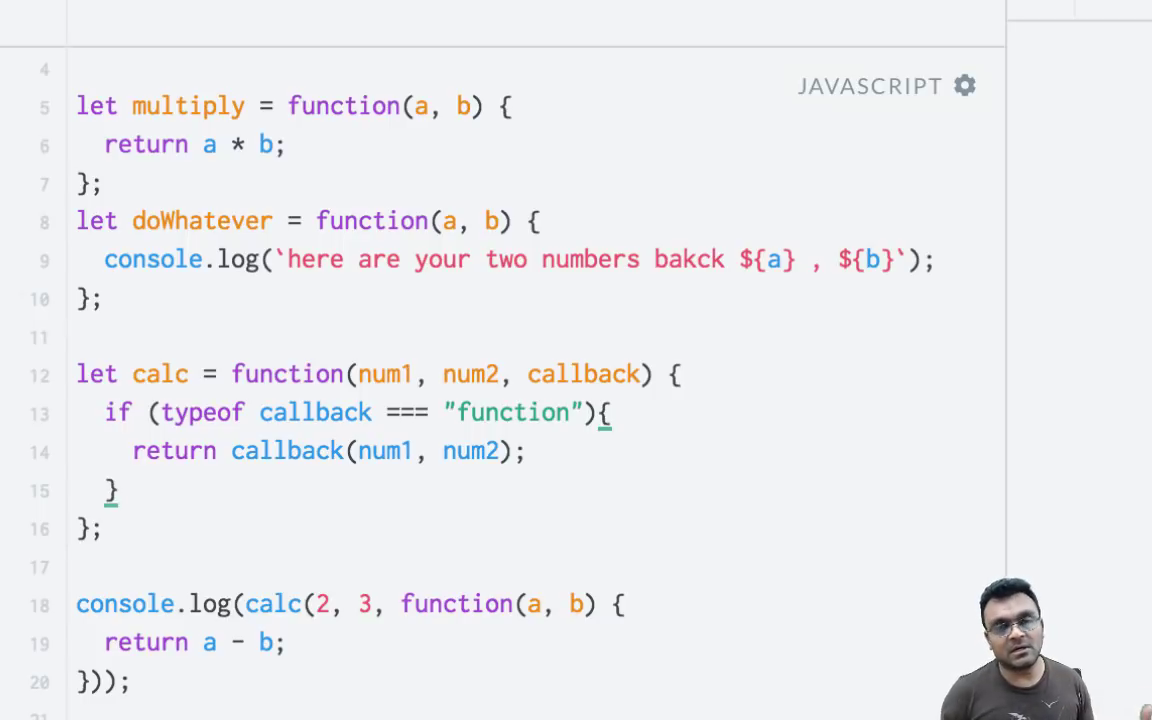 JAVASCRIPT
4
5 let multiply = function(a, b) {
6   return a * b;
7 };
8 let doWhatever = function(a, b) {
9   console.log(`here are your two numbers bakck ${a} , ${b}`);
10 };
11
12 let calc = function(num1, num2, callback) {
13   if (typeof callback === "function"){
14     return callback(num1, num2);
15   }
16 };
17
18 console.log(calc(2, 3, function(a, b) {
19   return a - b;
20 }));